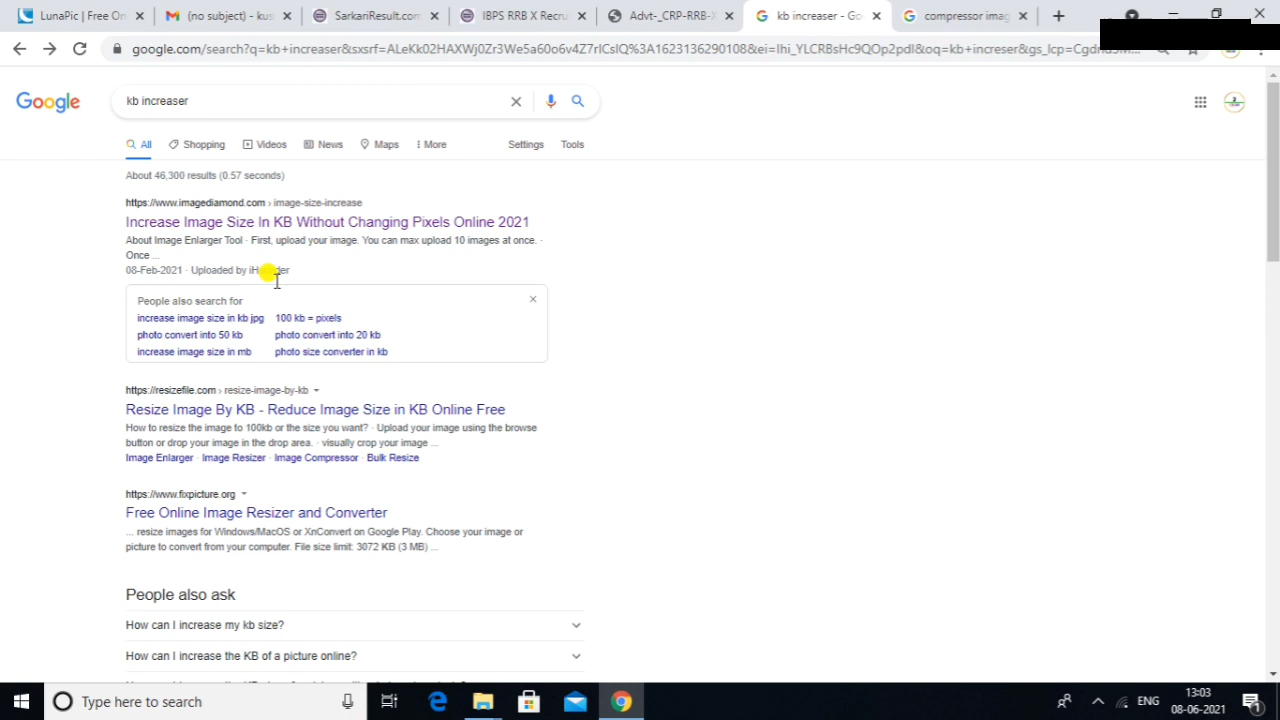 LunaPic | Free On
(no subject) - kus
SarkariResult.com
IBPS RRB X Recru
Advt-_CRP-RRB-X
kb increaser - Go
compressor imag
google.com/search?q=kb+increaser&sxsrf=ALeKk02HAXWj0Zr3We5a60o6v4Z7rlCsIQ%3A1623136290108&ei=Ihi_YLCRBsHc9QOp2pdI&oq=kb+increser&gs_lcp=
Google
kb increaser
All
Shopping
Videos
News
Maps
More
Settings
Tools
About 46,300 results (0.57 seconds)
https://www.imagediamond.com › image-size-increase
Increase Image Size In KB Without Changing Pixels Online 2021
About Image Enlarger Tool · First, upload your image. You can max upload 10 images at once. ·
Once ...
08-Feb-2021 · Uploaded by
People also search for
increase image size in kb jpg
100 kb = pixels
photo convert into 50 kb
photo convert into 20 kb
increase image size in mb
photo size converter in kb
https://resizefile.com › resize-image-by-kb
Resize Image By KB - Reduce Image Size in KB Online Free
How to resize the image to 100kb or the size you want? · Upload your image using the browse
button or drop your image in the drop area. · visually crop your image ...
Image Enlarger · Image Resizer · Image Compressor · Bulk Resize
https://www.fixpicture.org
Free Online Image Resizer and Converter
... resize images for Windows/MacOS or XnConvert on Google Play. Choose your image or
picture to convert from your computer. File size limit: 3072 KB (3 MB) ...
People also ask
How can I increase my kb size?
How can I increase the KB of a picture online?
Type here to search
ENG
13:03
08-06-2021
1